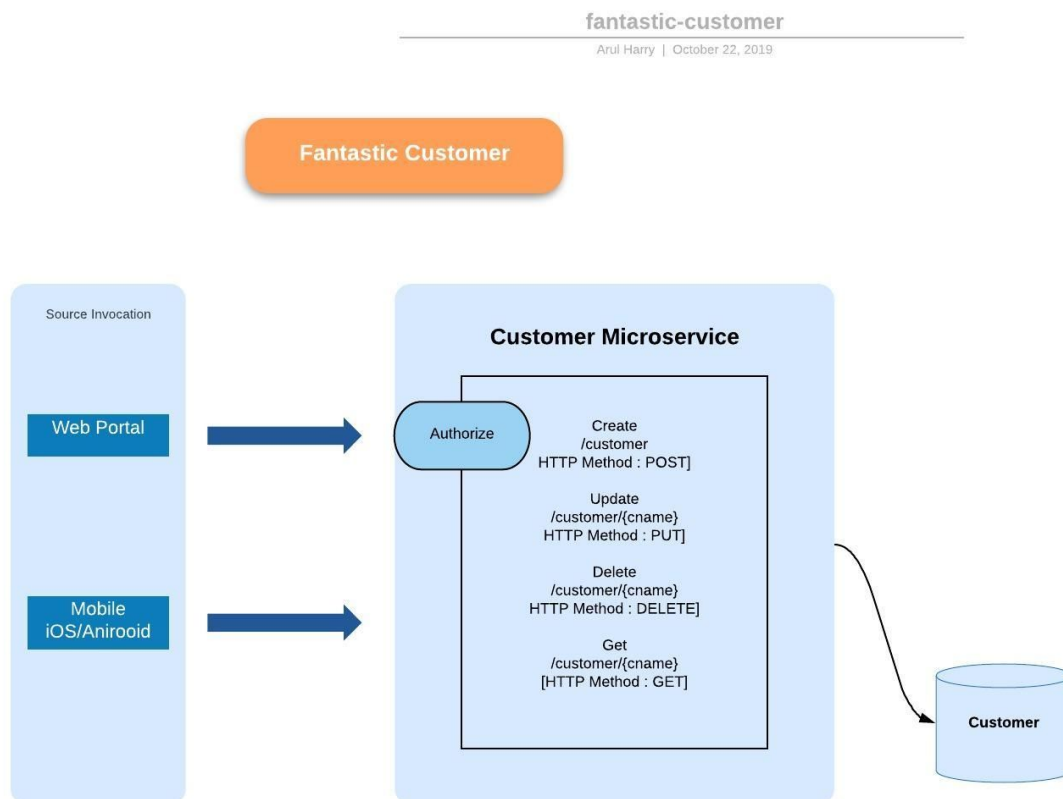 fantastic-customer
Arul Harry | October 22, 2019
Fantastic Customer
Source Invocation
Web Portal
Mobile
iOS/Anirooid
Customer Microservice
Authorize
Create
/customer
HTTP Method : POST]
Update
/customer/{cname}
HTTP Method : PUT]
Delete
/customer/{cname}
HTTP Method : DELETE]
Get
/customer/{cname}
[HTTP Method : GET]
Customer